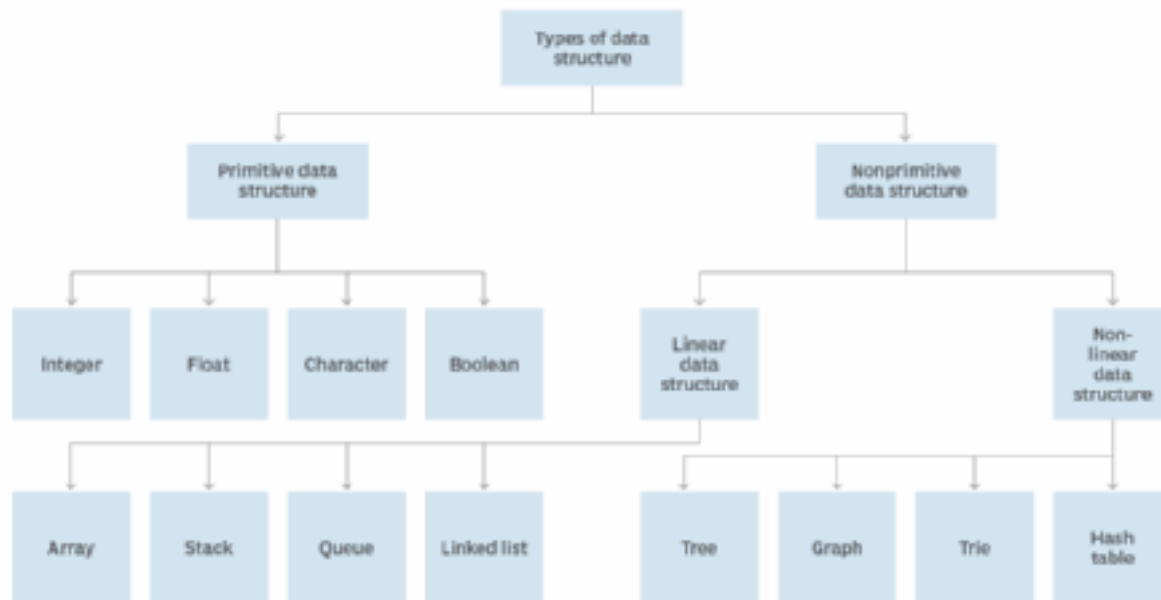 Types of data
structure
Primitive data
structure
Nonprimitive
data structure
Integer
Float
Character
Boolean
Linear
data
structure
Non-
linear
data
structure
Array
Stack
Queue
Linked list
Tree
Graph
Trie
Hash
table